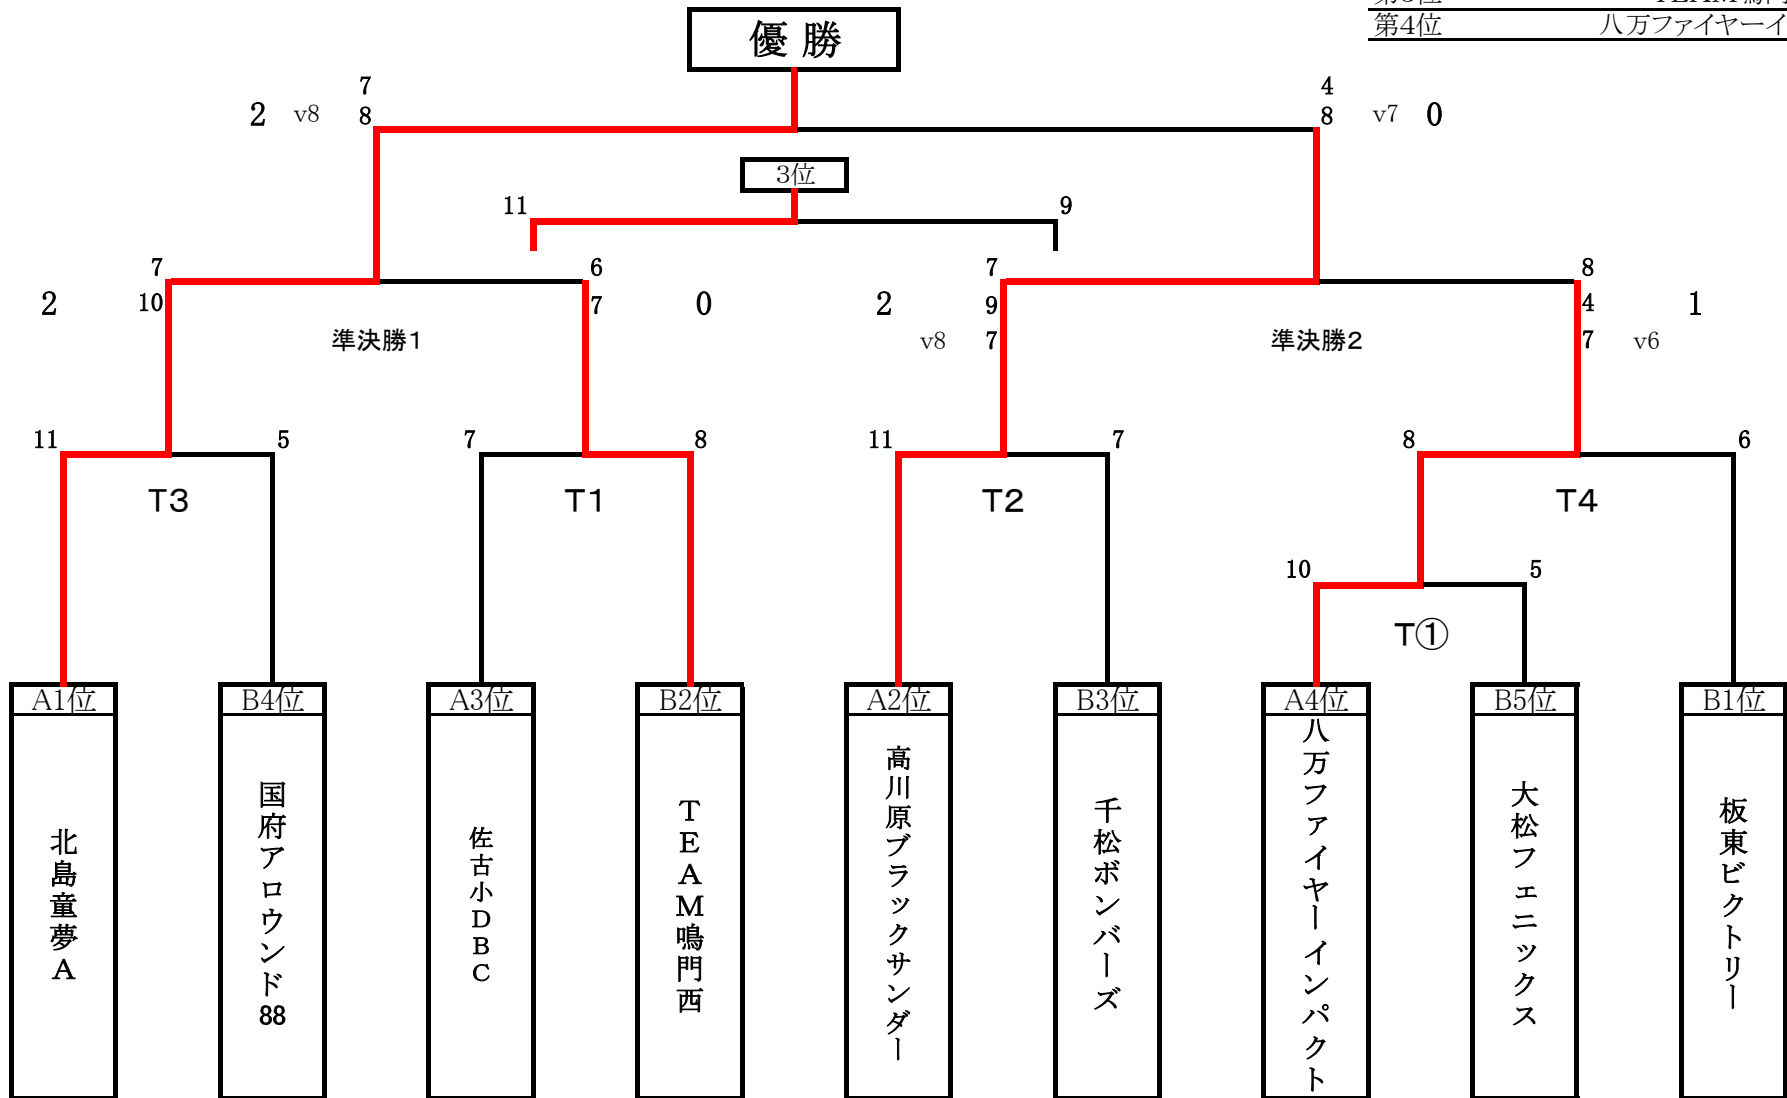 第4位 八万ファイヤーイ
優 勝
7 4
2 v8 8 8 v7 0
3位
11 9
7 6 7 8
2 10 7 0 2 9 4 1
準決勝1 v8 7 準決勝2 7 v6
11 5 7 8 11 7 8 6
T3 T1 T2 T4
10 5
T①
A1位 B4位 A3位 B2位 A2位 B3位 A4位 B5位 B1位
北島童夢A
国府アロウンド88
佐古小DBC
TEAM鳴門西
高川原ブラックサンダー
千松ボンバーズ
八万ファイヤーインパクト
大松フェニックス
板東ビクトリー